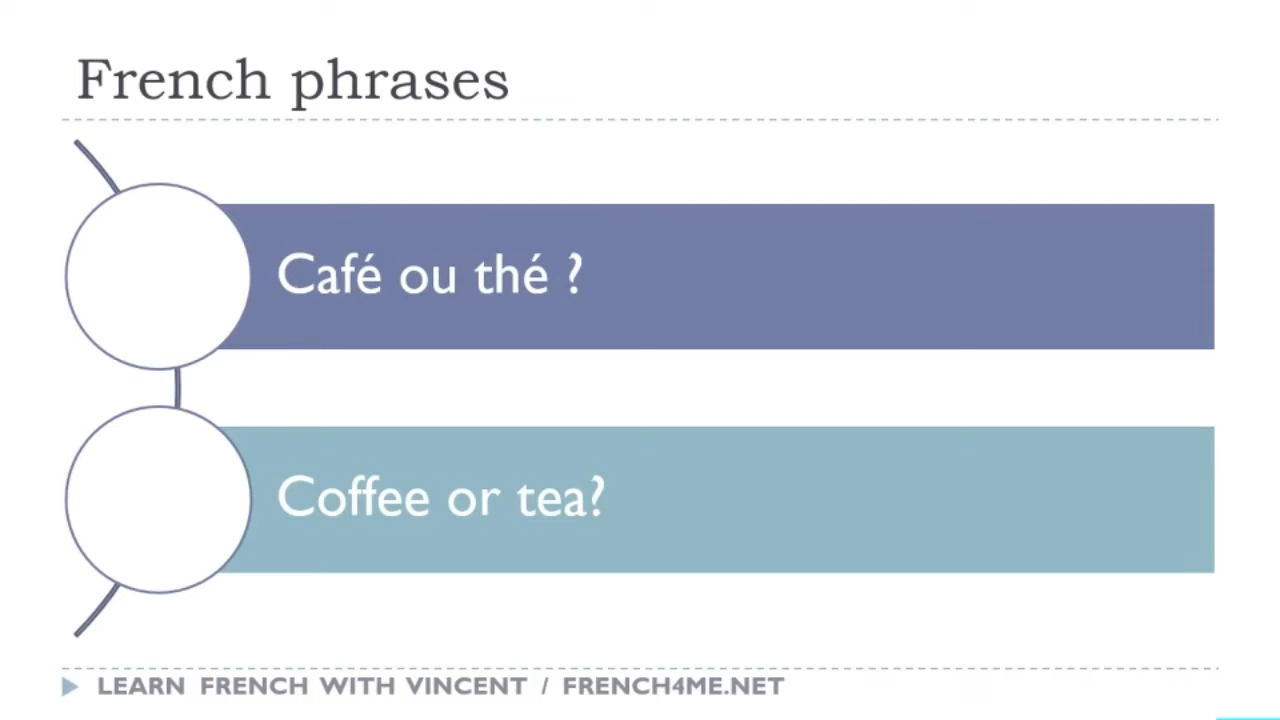 French phrases
Café ou thé ?
Coffee or tea?
LEARN FRENCH WITH VINCENT / FRENCH4ME.NET